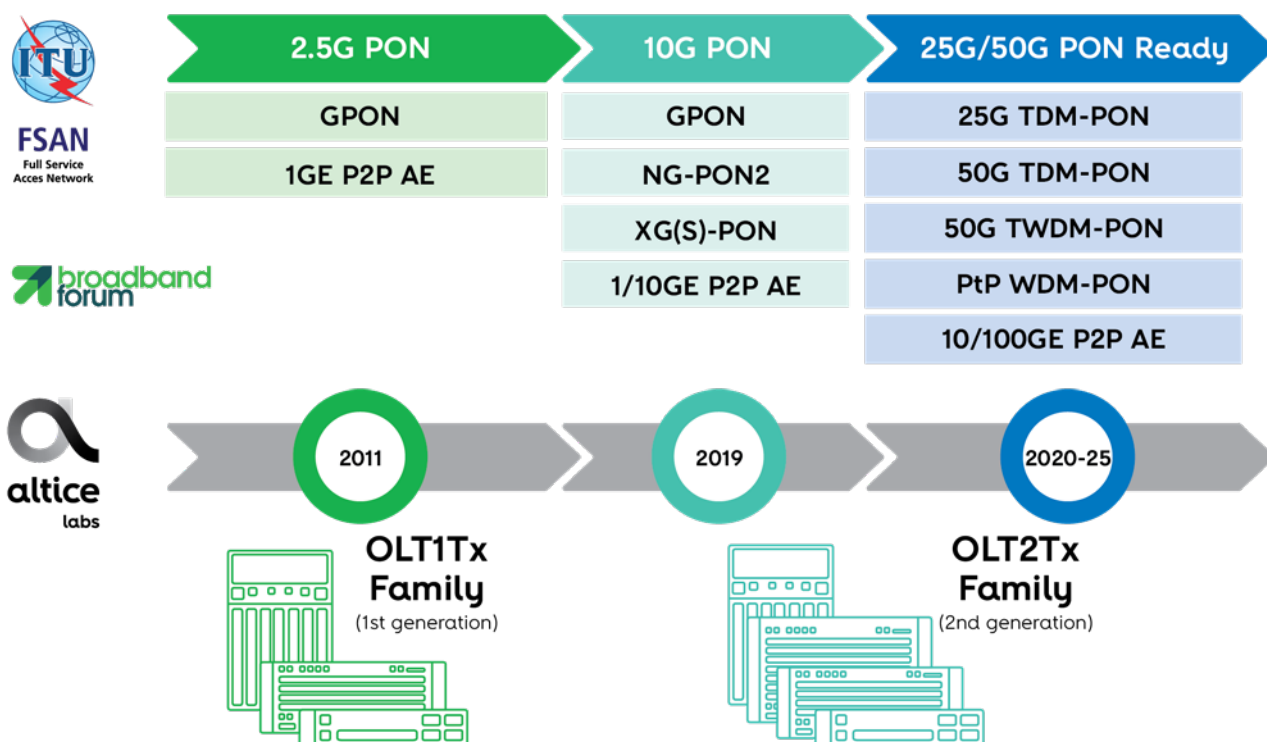 ITU
FSAN
Full Service
Acces Network
broadband
forum
2.5G PON
10G PON
25G/50G PON Ready
GPON
1GE P2P AE
GPON
NG-PON2
XG(S)-PON
1/10GE P2P AE
25G TDM-PON
50G TDM-PON
50G TWDM-PON
PtP WDM-PON
10/100GE P2P AE
altice
labs
2011
2019
2020-25
OLT1Tx
Family
(1st generation)
OLT2Tx
Family
(2nd generation)